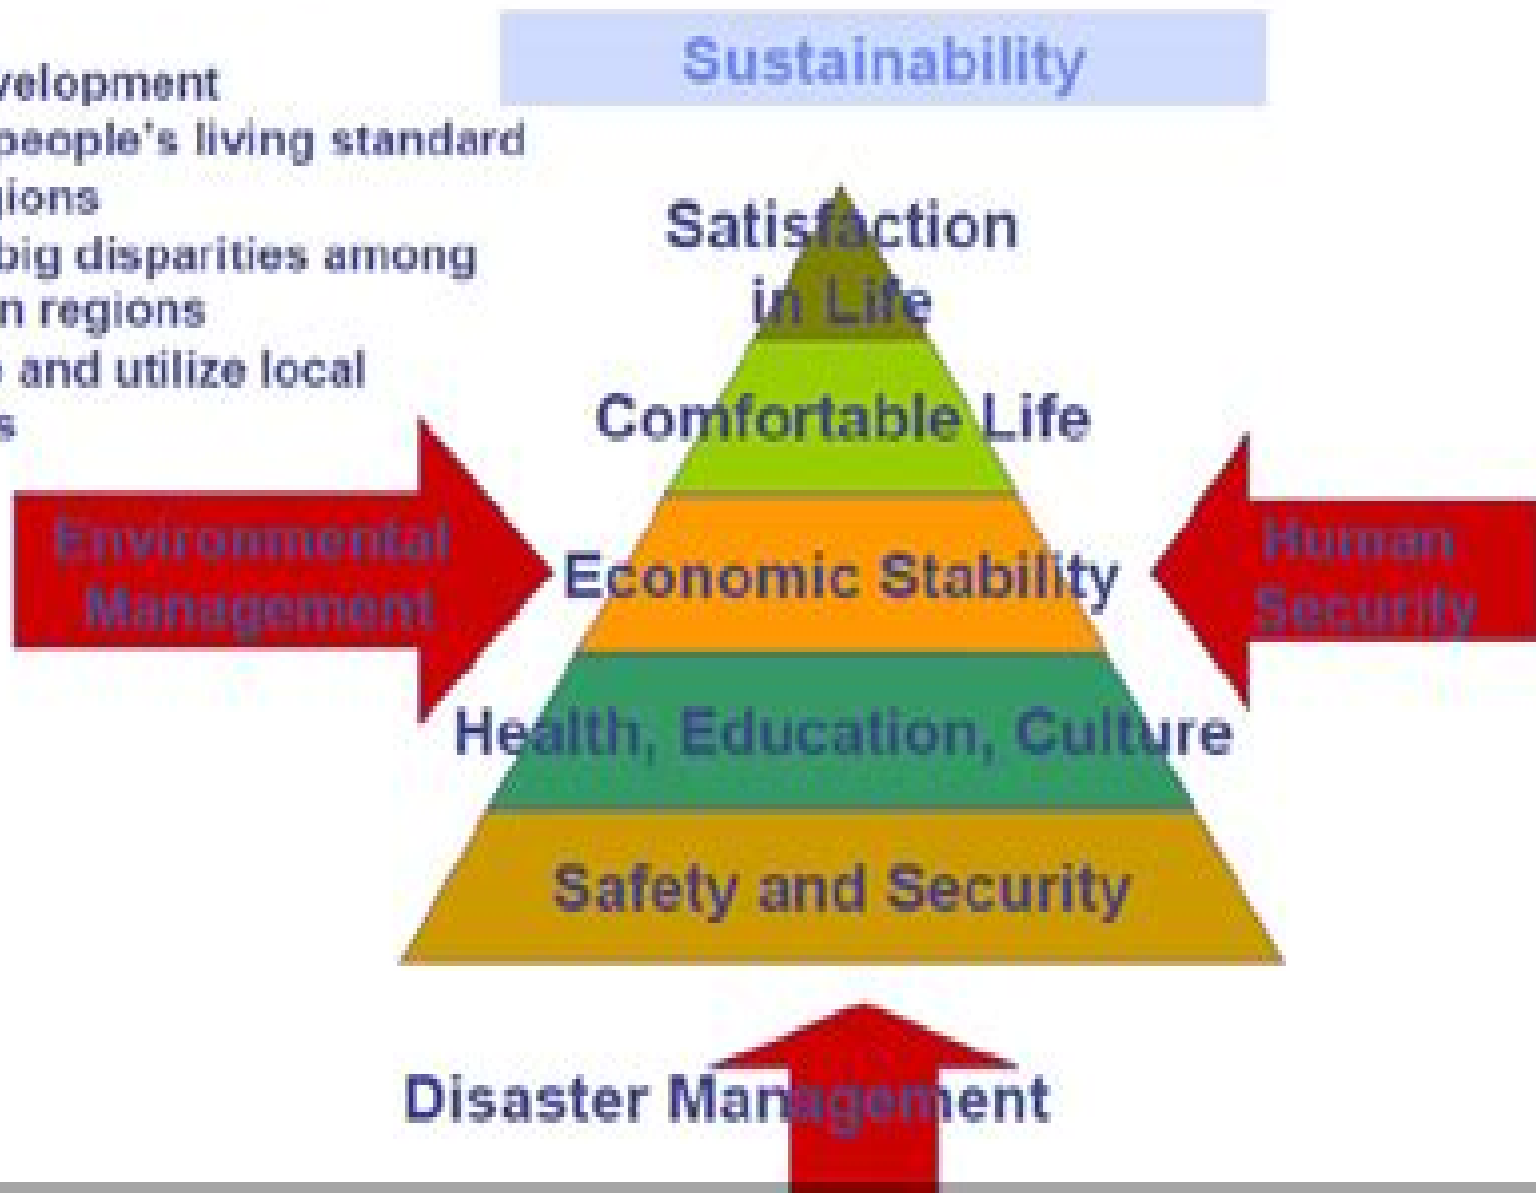 Sustainability
velopment
people's living standard
gions
big disparities among
n regions
and utilize local
s
Satisfaction
in Life
Comfortable Life
Environmental
Management
Economic Stability
Human
Security
Health, Education, Culture
Safety and Security
Disaster Management